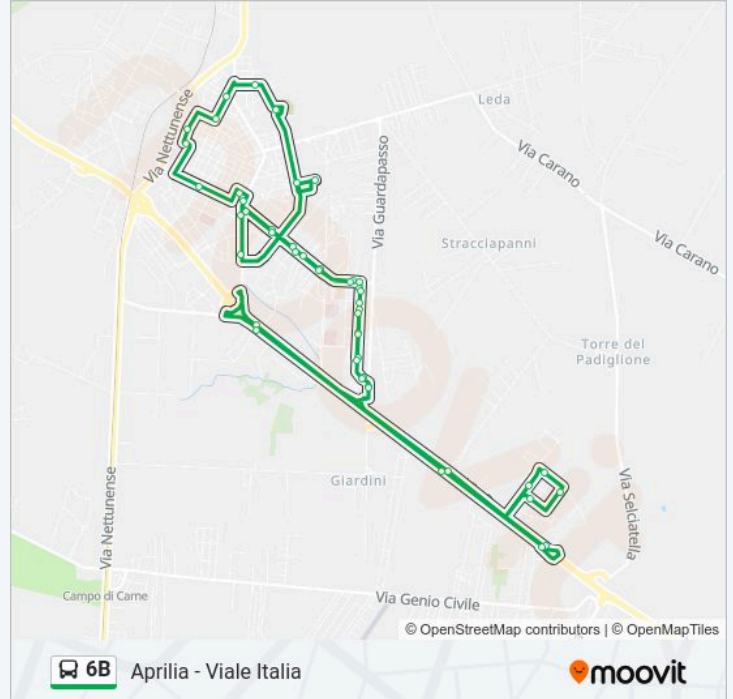 Leda
Via Nettunense
Via Carano
Via Guardapasso
Via Carano
Stracciapanni
Torre del
Padiglione
Giardini
Via Selciatella
Via Nettunense
Campo di Carne
Via Genio Civile
© OpenStreetMap contributors | © OpenMapTiles
6B Aprilia - Viale Italia
moovit